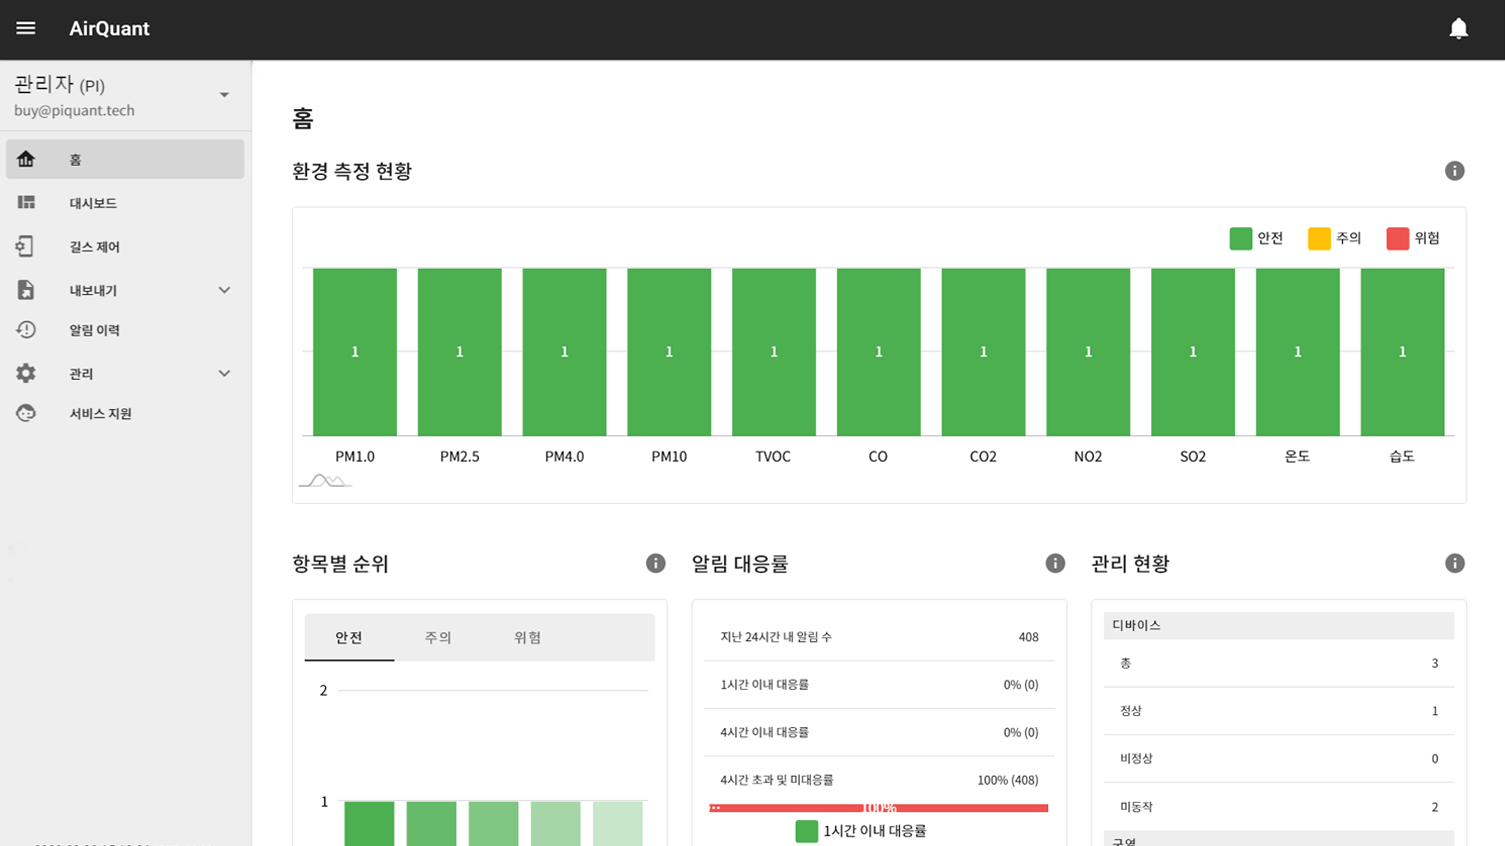 AirQuant
관리자 (PI)
buy@piquant.tech
홈
대시보드
길스 제어
내보내기
알림 이력
관리
서비스 지원
홈
환경 측정 현황
안전 주의 위험
1 1 1 1 1 1 1 1 1 1 1
PM1.0 PM2.5 PM4.0 PM10 TVOC CO CO2 NO2 SO2 온도 습도
항목별 순위
안전 주의 위험
2
1
알림 대응률
지난 24시간 내 알림 수 408
1시간 이내 대응률 0% (0)
4시간 이내 대응률 0% (0)
4시간 초과 및 미대응률 100% (408)
100%
1시간 이내 대응률
관리 현황
디바이스
총 3
정상 1
비정상 0
미동작 2
구역